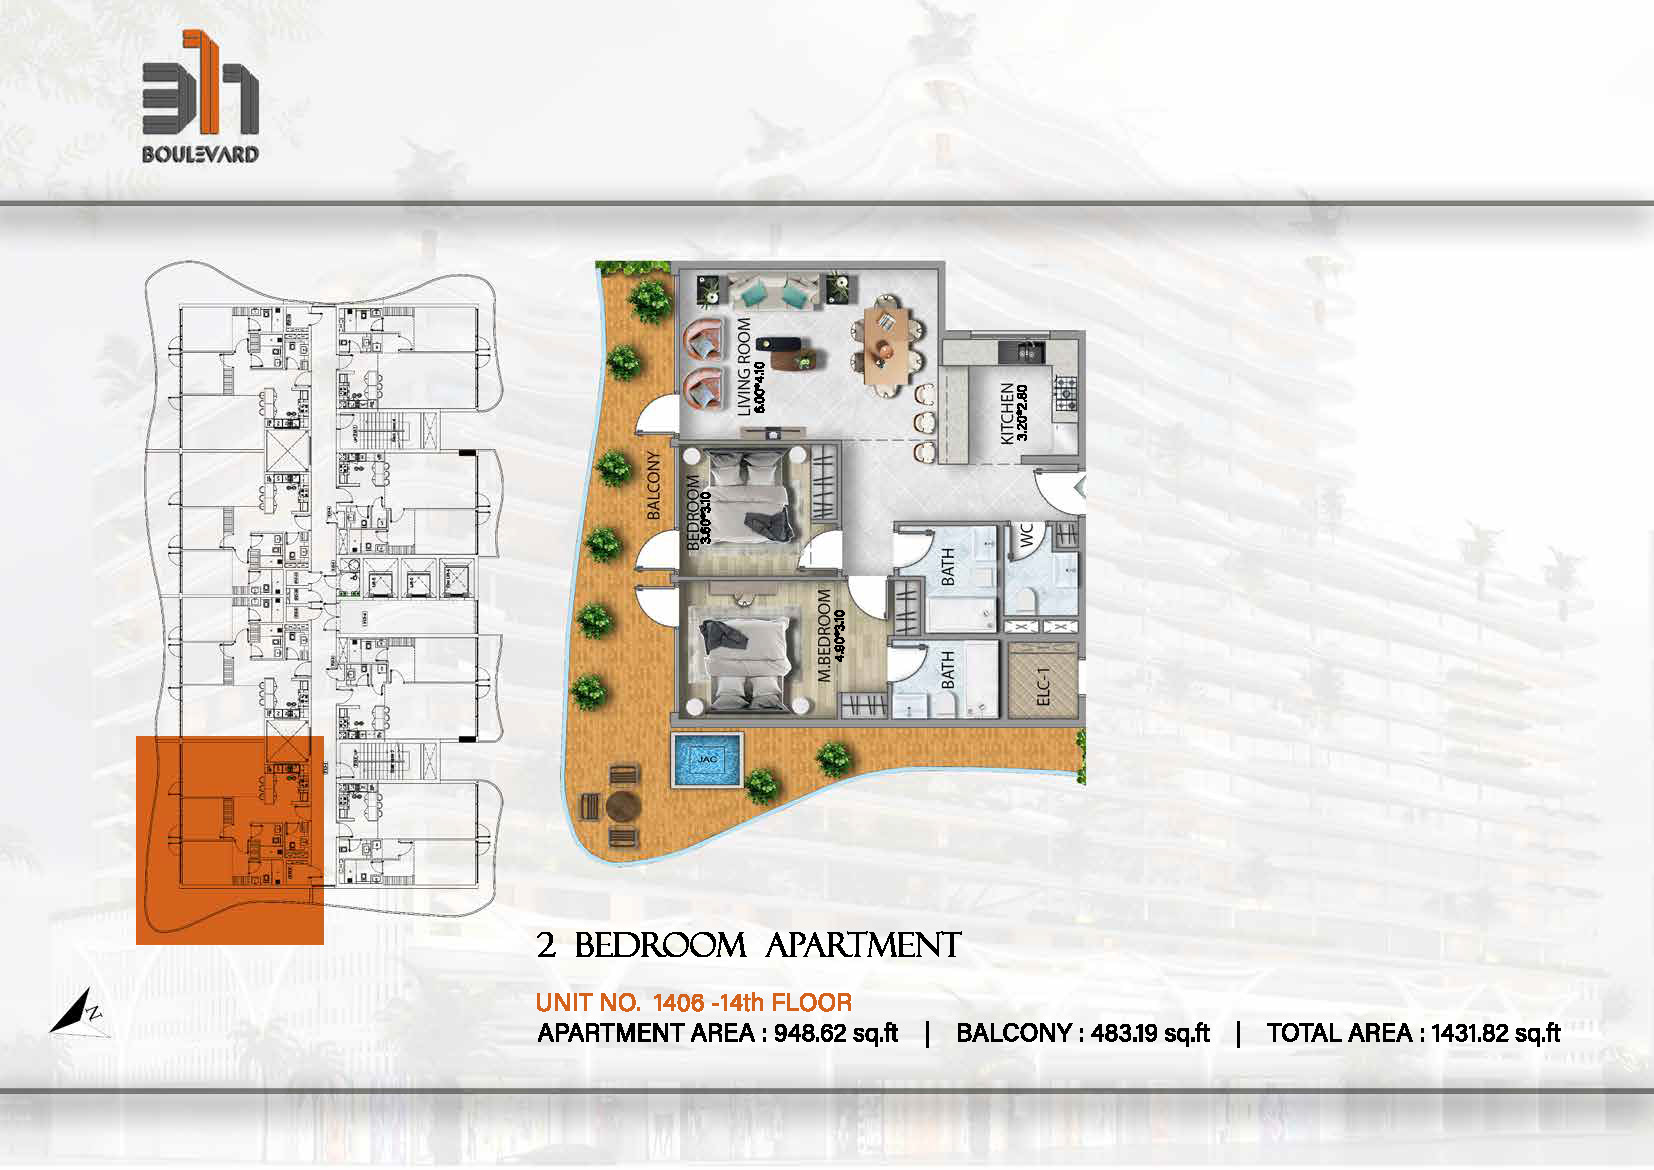 311
BOULEVARD
LIVING ROOM
6.00*4.10
KITCHEN
3.20*2.80
BALCONY
BEDROOM
3.60*3.10
M.BEDROOM
4.90*3.10
BATH
WC
BATH
ELC-1
JAC
N
2 BEDROOM APARTMENT
UNIT NO. 1406 -14th FLOOR
APARTMENT AREA : 948.62 sq.ft | BALCONY : 483.19 sq.ft | TOTAL AREA : 1431.82 sq.ft